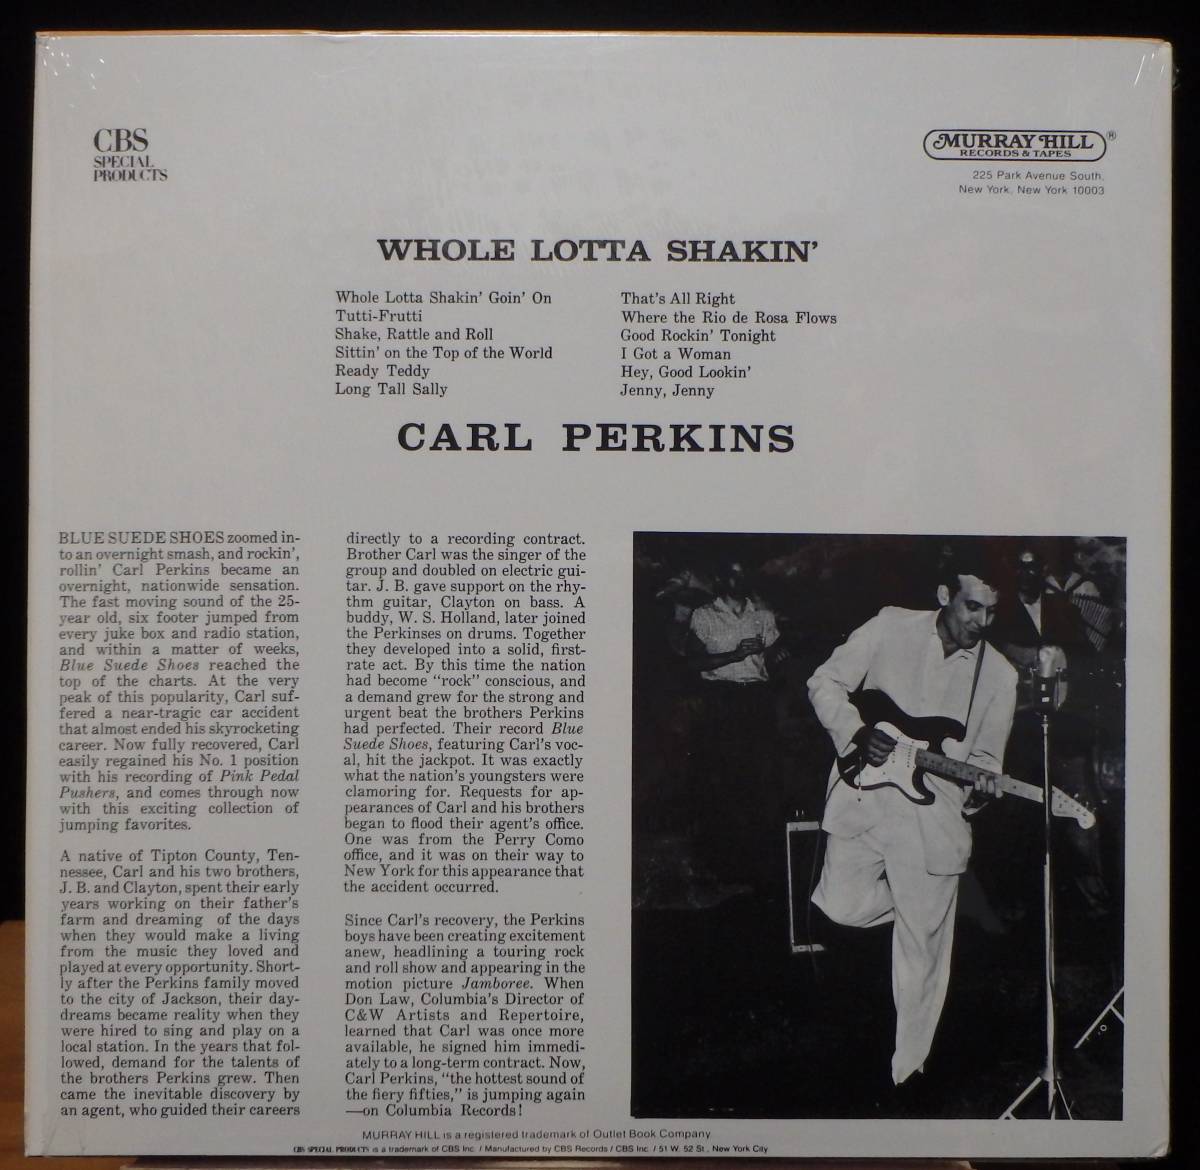 CBS
SPECIAL
PRODUCTS
MURRAY HILL®
RECORDS & TAPES
225 Park Avenue South,
New York, New York 10003
WHOLE LOTTA SHAKIN'
Whole Lotta Shakin' Goin' On
Tutti-Frutti
Shake, Rattle and Roll
Sittin' on the Top of the World
Ready Teddy
Long Tall Sally
That's All Right
Where the Rio de Rosa Flows
Good Rockin' Tonight
I Got a Woman
Hey, Good Lookin'
Jenny, Jenny
CARL PERKINS
BLUE SUEDE SHOES zoomed in-
to an overnight smash, and rockin',
rollin' Carl Perkins became an
overnight, nationwide sensation.
The fast moving sound of the 25-
year old, six footer jumped from
every juke box and radio station,
and within a matter of weeks,
Blue Suede Shoes reached the
top of the charts. At the very
peak of this popularity, Carl suf-
fered a near-tragic car accident
that almost ended his skyrocketing
career. Now fully recovered, Carl
easily regained his No. 1 position
with his recording of Pink Pedal
Pushers, and comes through now
with this exciting collection of
jumping favorites.
A native of Tipton County, Ten-
nessee, Carl and his two brothers,
J. B. and Clayton, spent their early
years working on their father's
farm and dreaming of the days
when they would make a living
from the music they loved and
played at every opportunity. Short-
ly after the Perkins family moved
to the city of Jackson, their day-
dreams became reality when they
were hired to sing and play on a
local station. In the years that fol-
lowed, demand for the talents of
the brothers Perkins grew. Then
came the inevitable discovery by
an agent, who guided their careers
directly to a recording contract.
Brother Carl was the singer of the
group and doubled on electric gui-
tar. J. B. gave support on the rhy-
thm guitar, Clayton on bass. A
buddy, W. S. Holland, later joined
the Perkinses on drums. Together
they developed into a solid, first-
rate act. By this time the nation
had become "rock" conscious, and
a demand grew for the strong and
urgent beat the brothers Perkins
had perfected. Their record Blue
Suede Shoes, featuring Carl's voc-
al, hit the jackpot. It was exactly
what the nation's youngsters were
clamoring for. Requests for ap-
pearances of Carl and his brothers
began to flood their agent's office.
One was from the Perry Como
office, and it was on their way to
New York for this appearance that
the accident occurred.
Since Carl's recovery, the Perkins
boys have been creating excitement
anew, headlining a touring rock
and roll show and appearing in the
motion picture Jamboree. When
Don Law, Columbia's Director of
C&W Artists and Repertoire,
learned that Carl was once more
available, he signed him immedi-
ately to a long-term contract. Now,
Carl Perkins, "the hottest sound of
the fiery fifties," is jumping again
—on Columbia Records!
MURRAY HILL is a registered trademark of Outlet Book Company
CBS SPECIAL PRODUCTS is a trademark of CBS Inc. / Manufactured by CBS Records / CBS Inc. / 51 W. 52 St., New York City